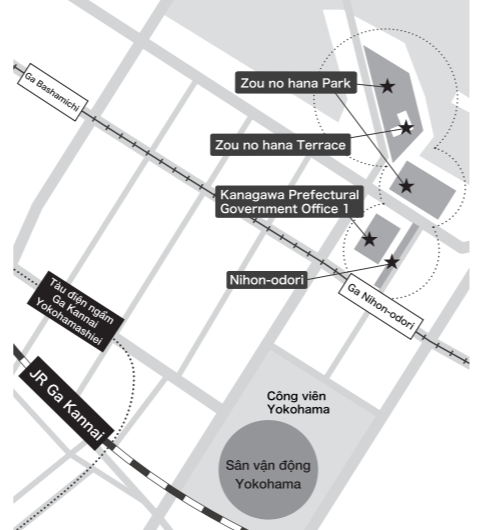 Ga Bashamichi
Zou no hana Park
Zou no hana Terrace
Kanagawa Prefectural
Government Office 1
Nihon-odori
Ga Nihon-odori
Tàu điện ngầm
Ga Kannai
Yokohamashiei
JR Ga Kannai
Công viên
Yokohama
Sân vận động
Yokohama